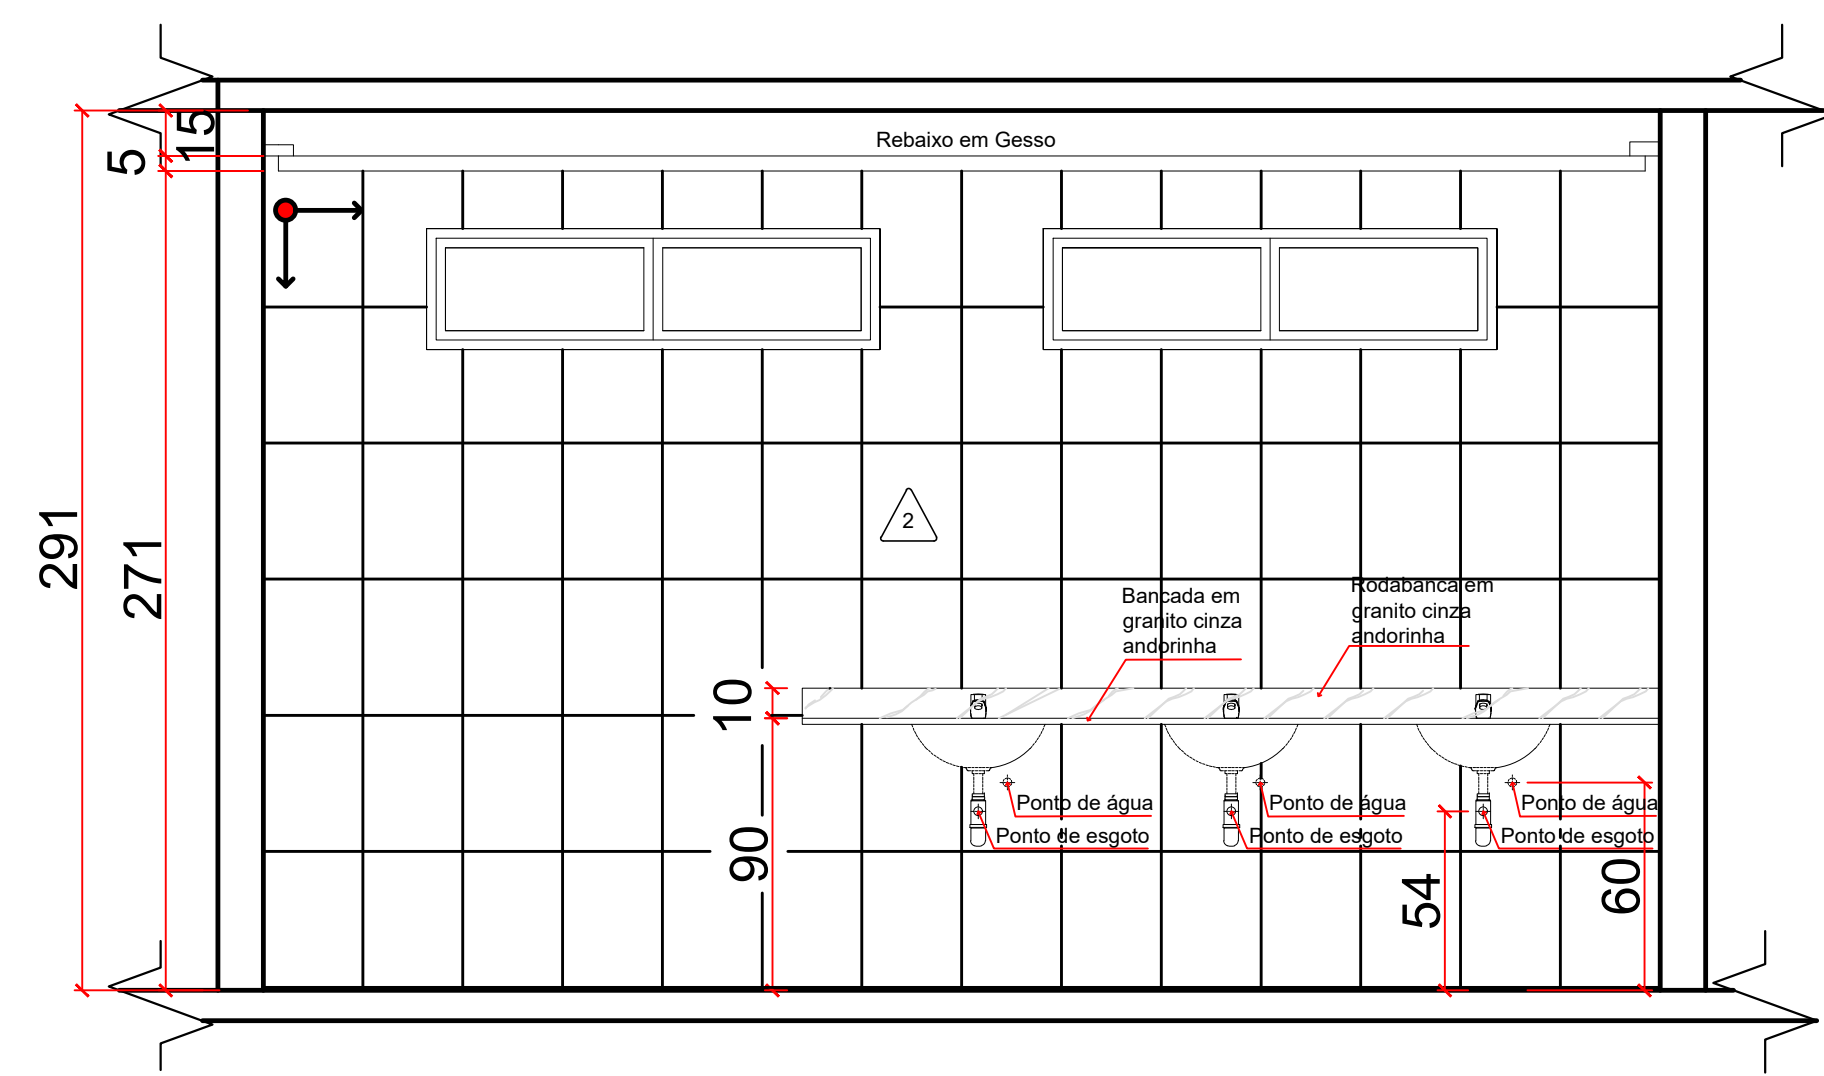 Rebaixo em Gesso
15
5
291
271
2
Bancada em
granito cinza
andorinha
Rodabanca em
granito cinza
andorinha
10
90
Ponto de água
Ponto de esgoto
Ponto de água
Ponto de esgoto
Ponto de água
Ponto de esgoto
54
60